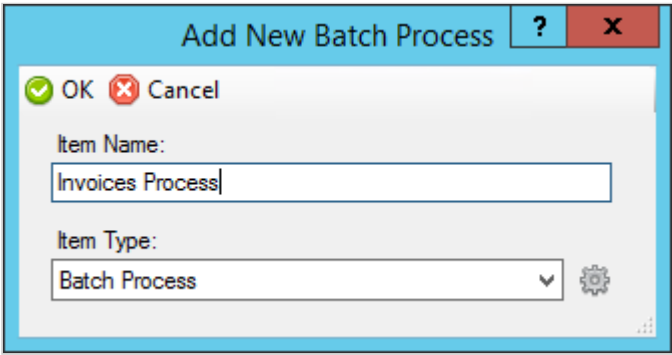 Add New Batch Process ? x
OK Cancel
Item Name:
Invoices Process
Item Type:
Batch Process